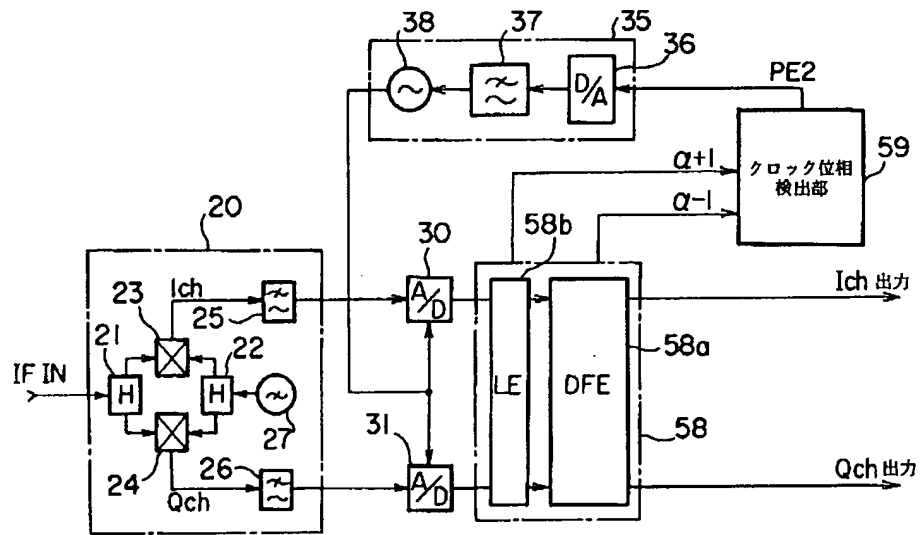 38
37
35
36
D/A
PE2
59
クロック位相
検出部
α+1
α-1
20
30
58b
23
Ich
25
A/D
Ich 出力
21
22
58a
IF IN
H
H
LE
DFE
27
31
58
24
26
Qch
A/D
Qch 出力